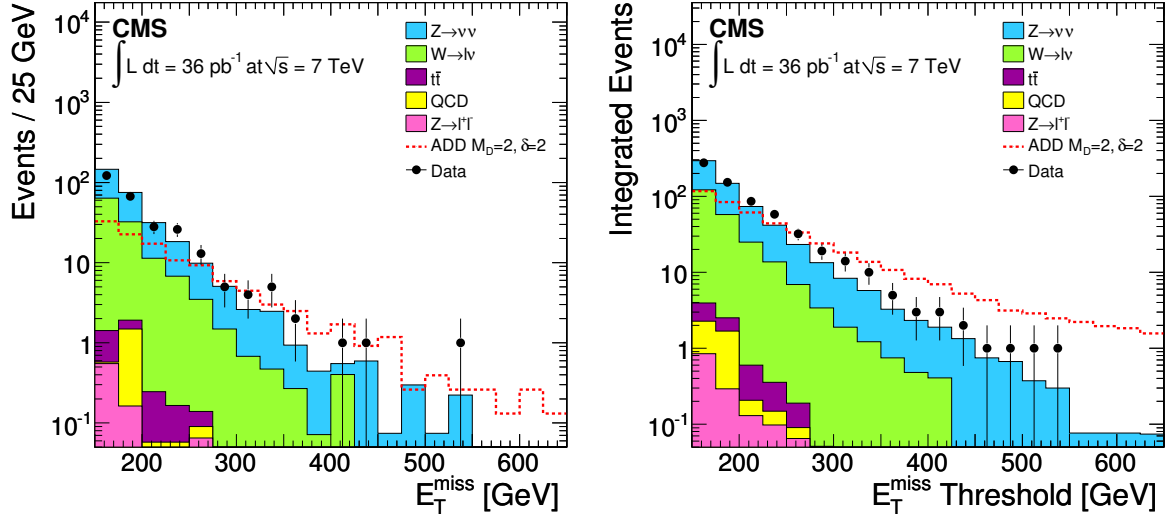 Events / 25 GeV
10⁴
10³
10²
10
1
10⁻¹
CMS
∫ L dt = 36 pb⁻¹ at √s = 7 TeV
Z→νν
W→lν
tt̄
QCD
Z→l⁺l⁻
ADD M_D=2, δ=2
Data
200 300 400 500 600
E_T^miss [GeV]
Integrated Events
10⁴
10³
10²
10
1
10⁻¹
CMS
∫ L dt = 36 pb⁻¹ at √s = 7 TeV
Z→νν
W→lν
tt̄
QCD
Z→l⁺l⁻
ADD M_D=2, δ=2
Data
200 300 400 500 600
E_T^miss Threshold [GeV]